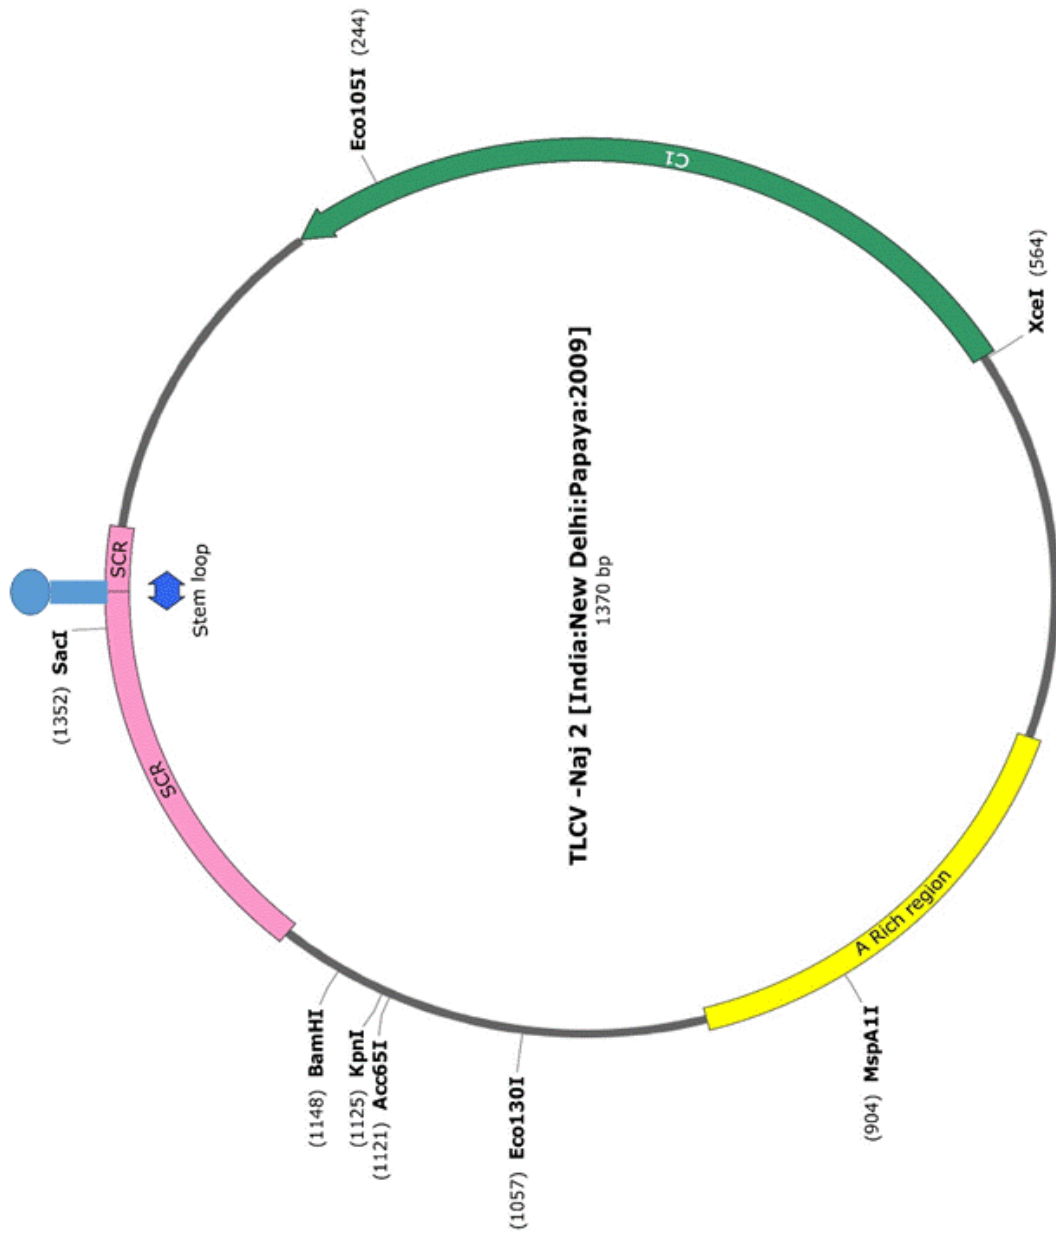 Eco105I (244)
C1
XceI (564)
TLCV -Naj 2 [India:New Delhi:Papaya:2009]
1370 bp
SCR
Stem loop
(1352) SacI
SCR
A Rich region
(904) MspA1I
(1057) Eco130I
(1121) Acc65I
(1125) KpnI
(1148) BamHI